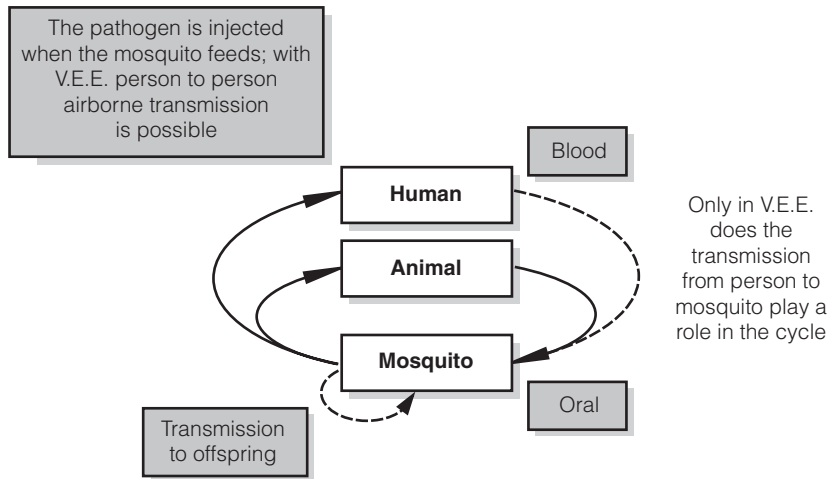 The pathogen is injected
when the mosquito feeds; with
V.E.E. person to person
airborne transmission
is possible
Blood
Human
Only in V.E.E.
does the
transmission
from person to
mosquito play a
role in the cycle
Animal
Mosquito
Oral
Transmission
to offspring